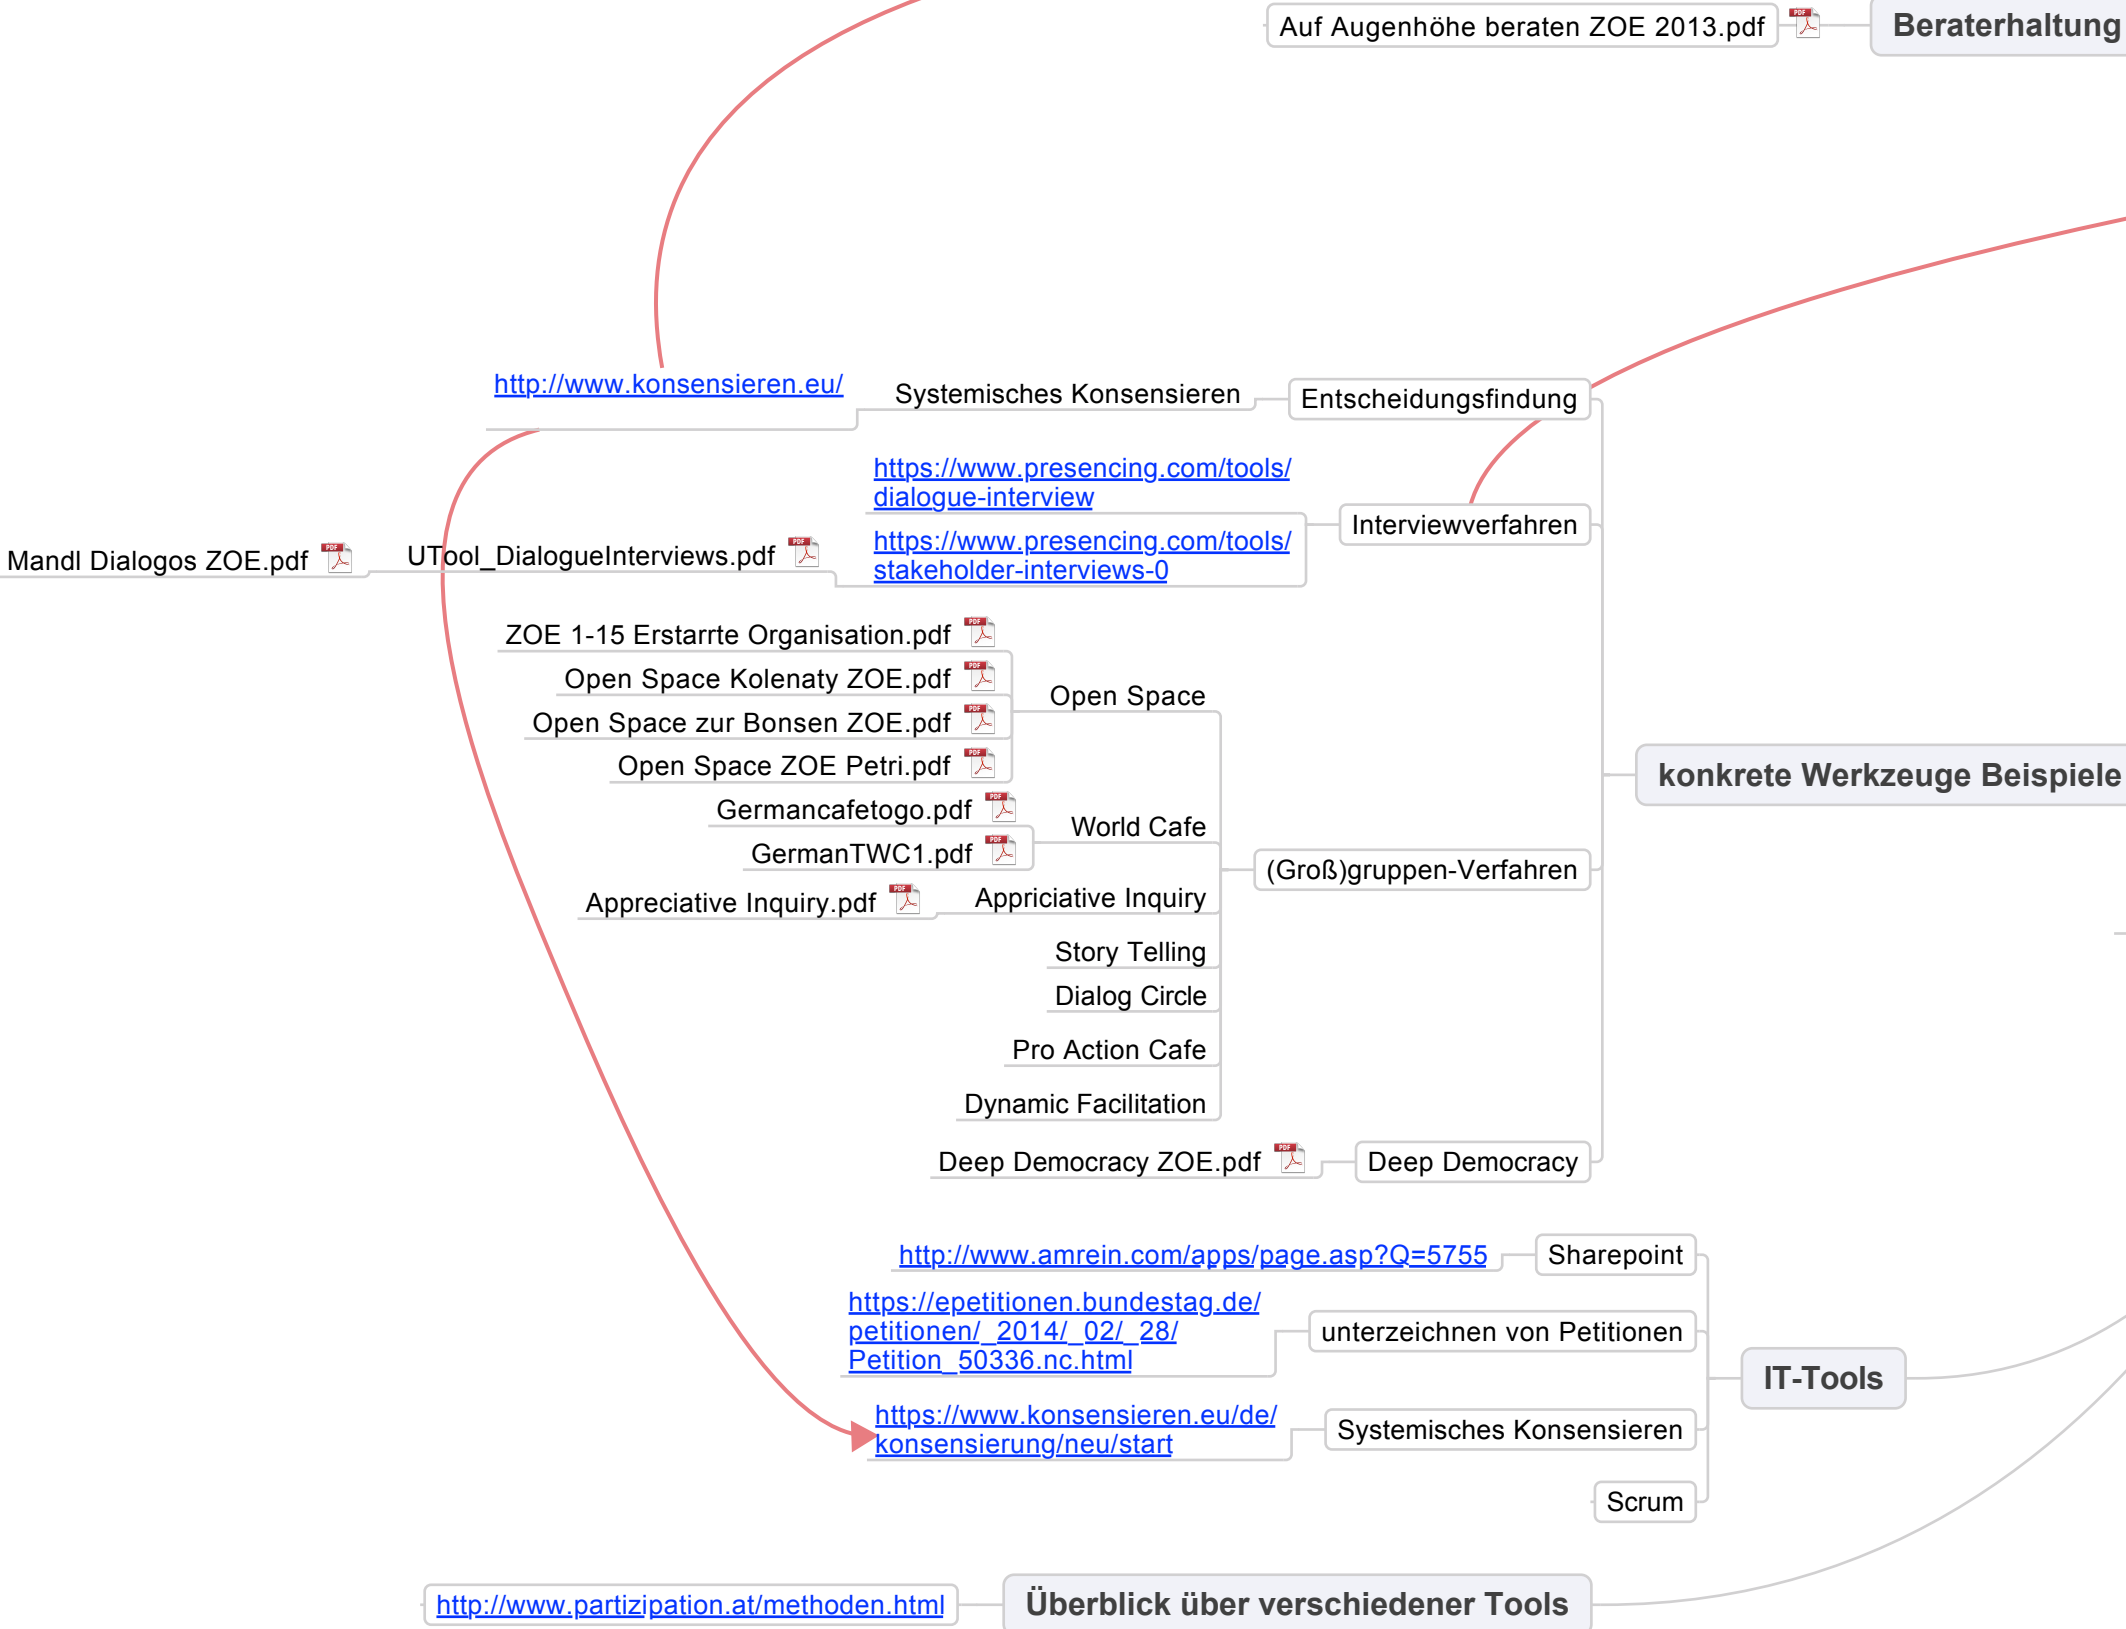 Auf Augenhöhe beraten ZOE 2013.pdf
Beraterhaltung
http://www.konsensieren.eu/
Systemisches Konsensieren
Entscheidungsfindung
https://www.presencing.com/tools/
dialogue-interview
Interviewverfahren
https://www.presencing.com/tools/
stakeholder-interviews-0
UTool_DialogueInterviews.pdf
Mandl Dialogos ZOE.pdf
ZOE 1-15 Erstarrte Organisation.pdf
Open Space Kolenaty ZOE.pdf
Open Space zur Bonsen ZOE.pdf
Open Space ZOE Petri.pdf
Open Space
konkrete Werkzeuge Beispiele
Germancafetogo.pdf
GermanTWC1.pdf
World Cafe
(Groß)gruppen-Verfahren
Appreciative Inquiry.pdf
Appriciative Inquiry
Story Telling
Dialog Circle
Pro Action Cafe
Dynamic Facilitation
Deep Democracy ZOE.pdf
Deep Democracy
http://www.amrein.com/apps/page.asp?Q=5755
Sharepoint
https://epetitionen.bundestag.de/
petitionen/_2014/_02/_28/
Petition_50336.nc.html
unterzeichnen von Petitionen
IT-Tools
https://www.konsensieren.eu/de/
konsensierung/neu/start
Systemisches Konsensieren
Scrum
http://www.partizipation.at/methoden.html
Überblick über verschiedener Tools